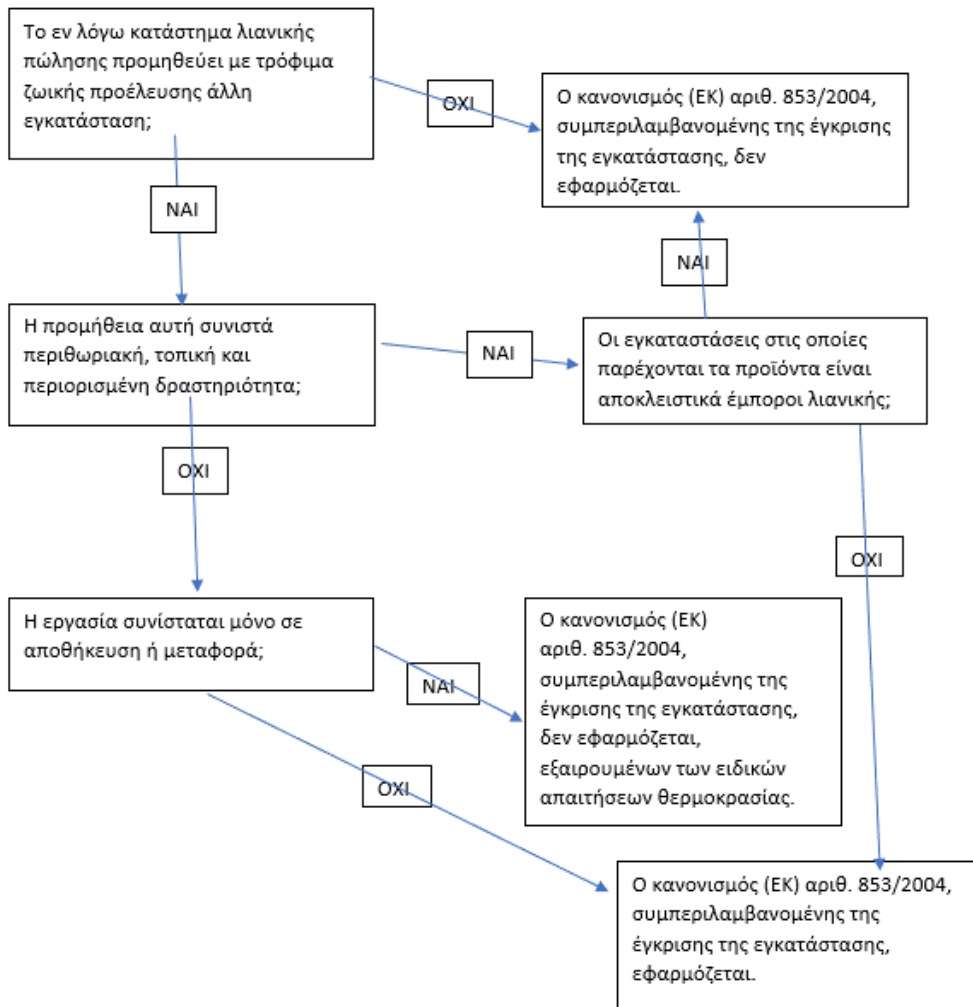 Το εν λόγω κατάστημα λιανικής
πώλησης προμηθεύει με τρόφιμα
ζωικής προέλευσης άλλη
εγκατάσταση;
ΟΧΙ
Ο κανονισμός (ΕΚ) αριθ. 853/2004,
συμπεριλαμβανομένης της έγκρισης
της εγκατάστασης, δεν
εφαρμόζεται.
ΝΑΙ
ΝΑΙ
Η προμήθεια αυτή συνιστά
περιθωριακή, τοπική και
περιορισμένη δραστηριότητα;
ΝΑΙ
Οι εγκαταστάσεις στις οποίες
παρέχονται τα προϊόντα είναι
αποκλειστικά έμποροι λιανικής;
ΟΧΙ
ΟΧΙ
Η εργασία συνίσταται μόνο σε
αποθήκευση ή μεταφορά;
ΝΑΙ
Ο κανονισμός (ΕΚ)
αριθ. 853/2004,
συμπεριλαμβανομένης της
έγκρισης της εγκατάστασης,
δεν εφαρμόζεται,
εξαιρουμένων των ειδικών
απαιτήσεων θερμοκρασίας.
ΟΧΙ
Ο κανονισμός (ΕΚ) αριθ. 853/2004,
συμπεριλαμβανομένης της
έγκρισης της εγκατάστασης,
εφαρμόζεται.